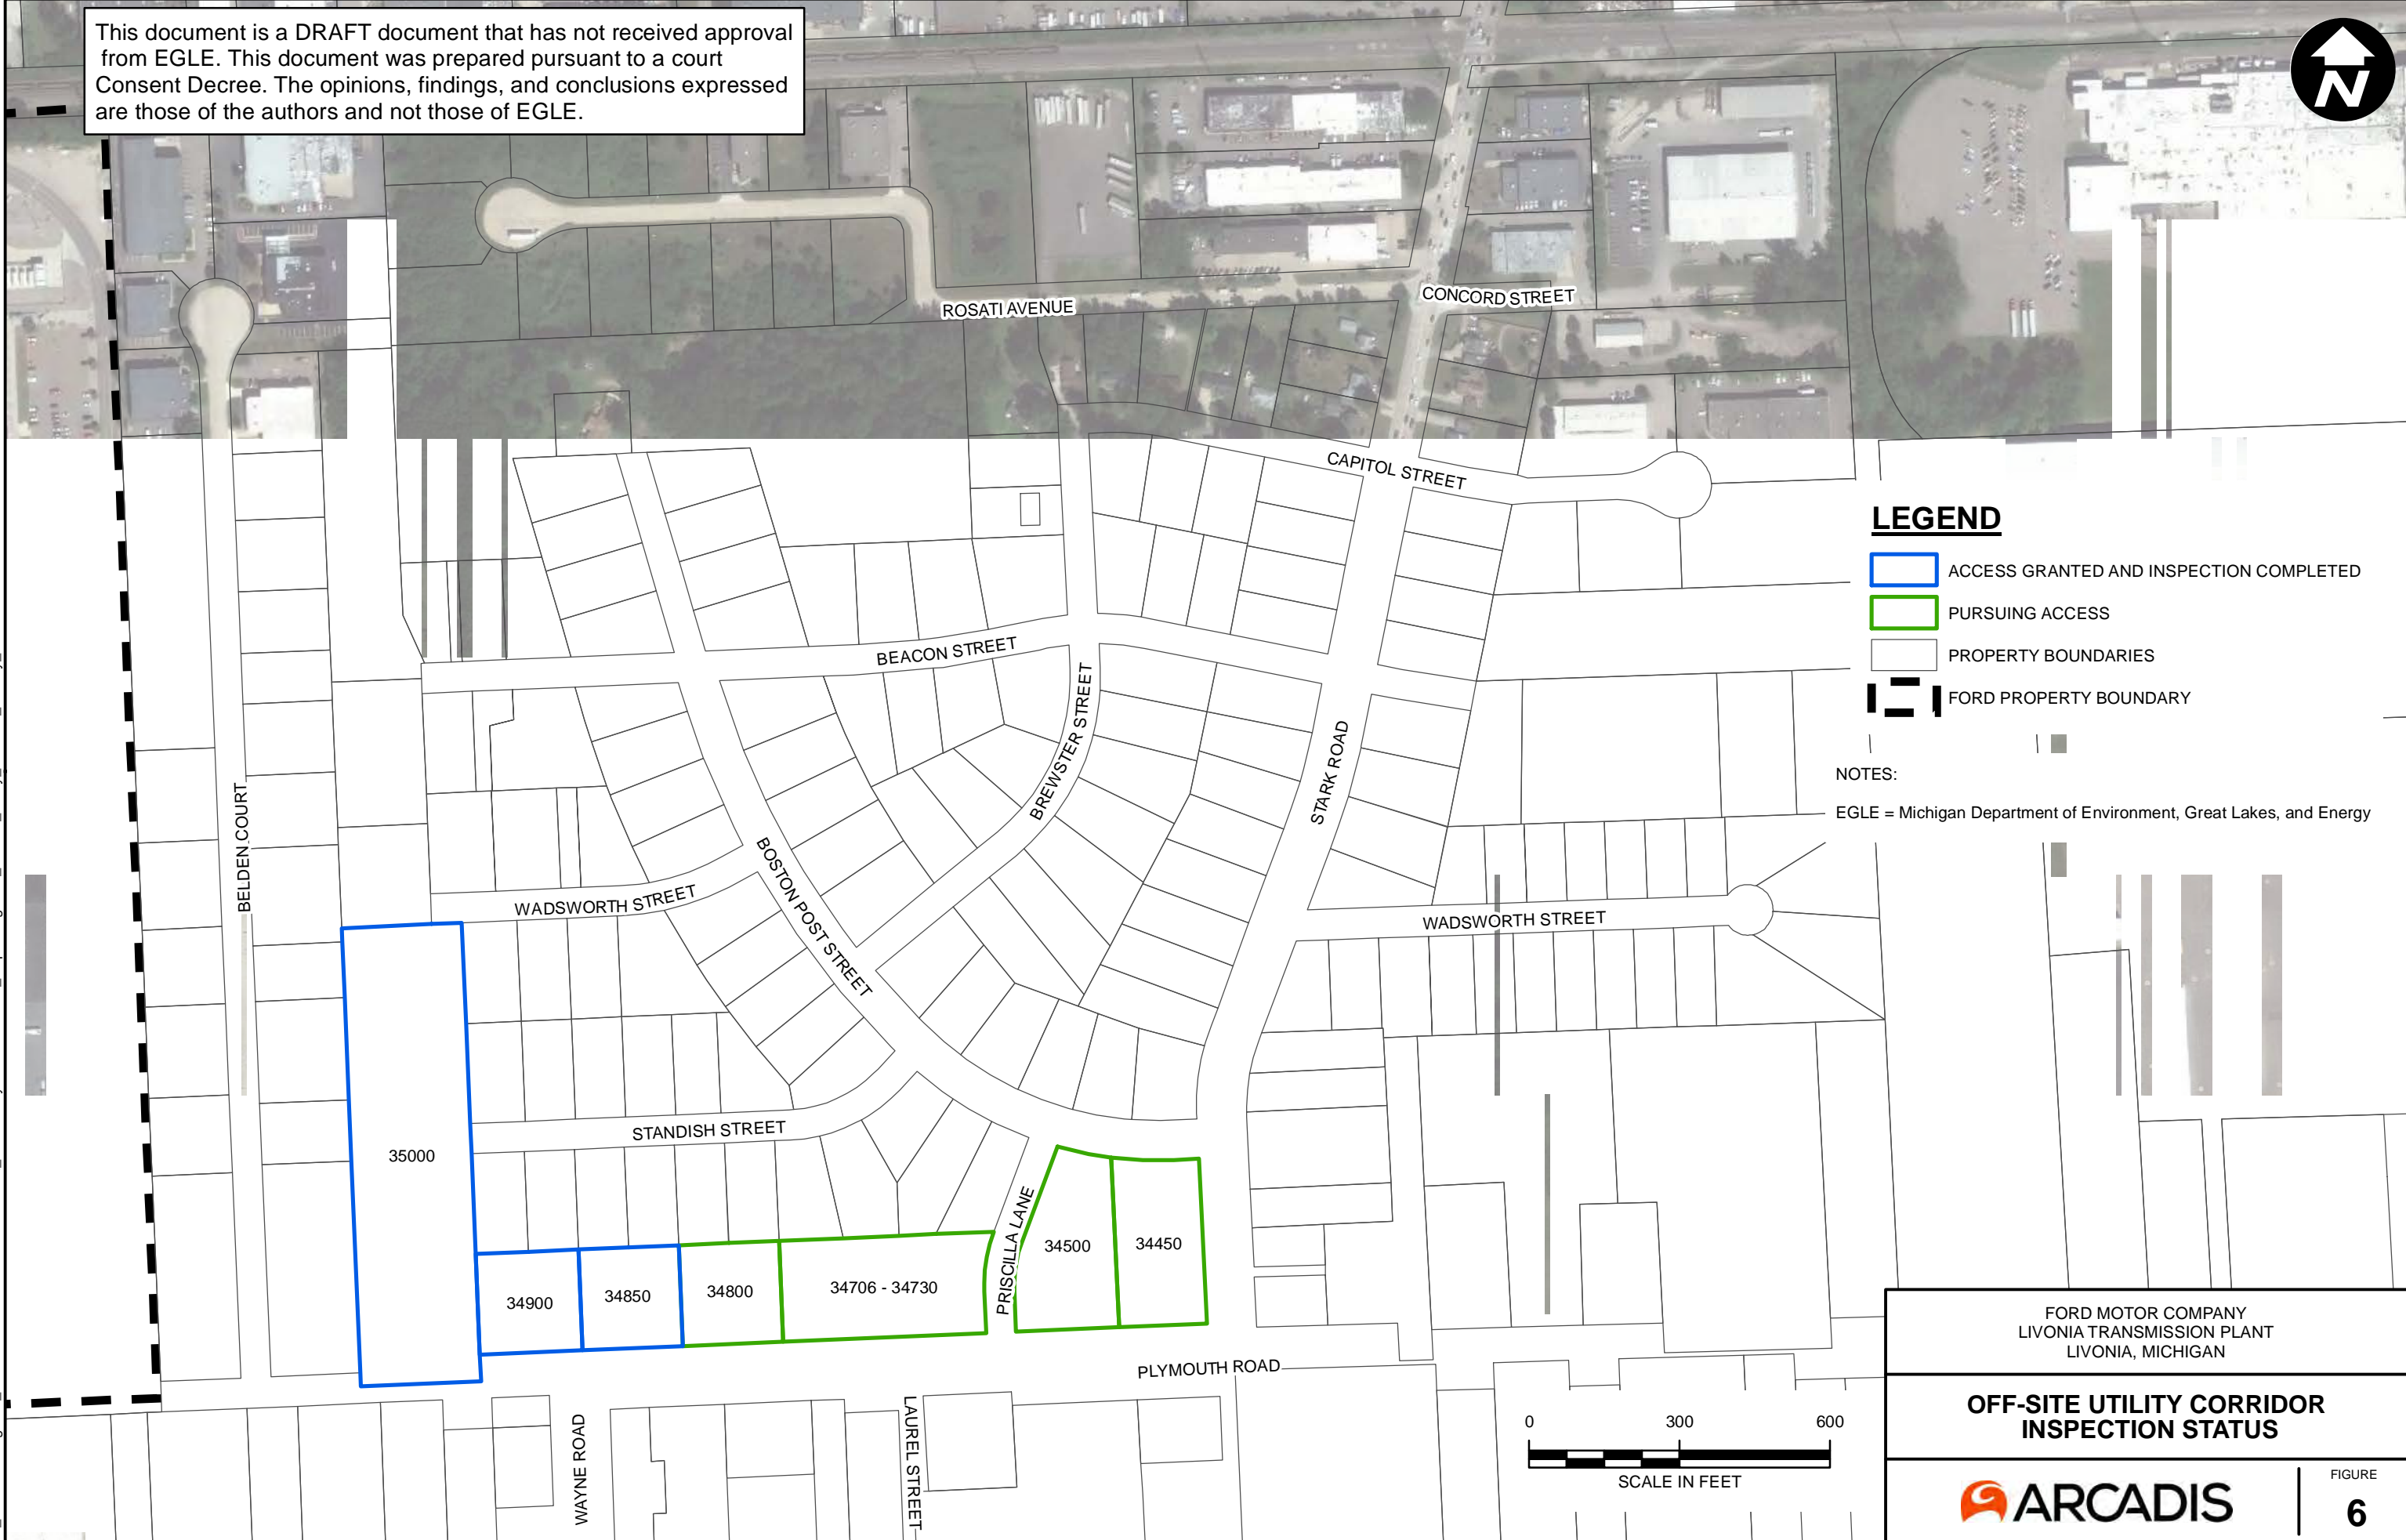 This document is a DRAFT document that has not received approval
from EGLE. This document was prepared pursuant to a court
Consent Decree. The opinions, findings, and conclusions expressed
are those of the authors and not those of EGLE.
N
ROSATI AVENUE
CONCORD STREET
CAPITOL STREET
LEGEND
ACCESS GRANTED AND INSPECTION COMPLETED
PURSUING ACCESS
PROPERTY BOUNDARIES
FORD PROPERTY BOUNDARY
NOTES:
EGLE = Michigan Department of Environment, Great Lakes, and Energy
BEACON STREET
BREWSTER STREET
STARK ROAD
BELDEN COURT
BOSTON POST STREET
WADSWORTH STREET
WADSWORTH STREET
STANDISH STREET
35000
PRISCILLA LANE
34500
34450
34900
34850
34800
34706 - 34730
PLYMOUTH ROAD
WAYNE ROAD
LAUREL STREET
0 300 600
SCALE IN FEET
FORD MOTOR COMPANY
LIVONIA TRANSMISSION PLANT
LIVONIA, MICHIGAN
OFF-SITE UTILITY CORRIDOR
INSPECTION STATUS
ARCADIS
FIGURE
6